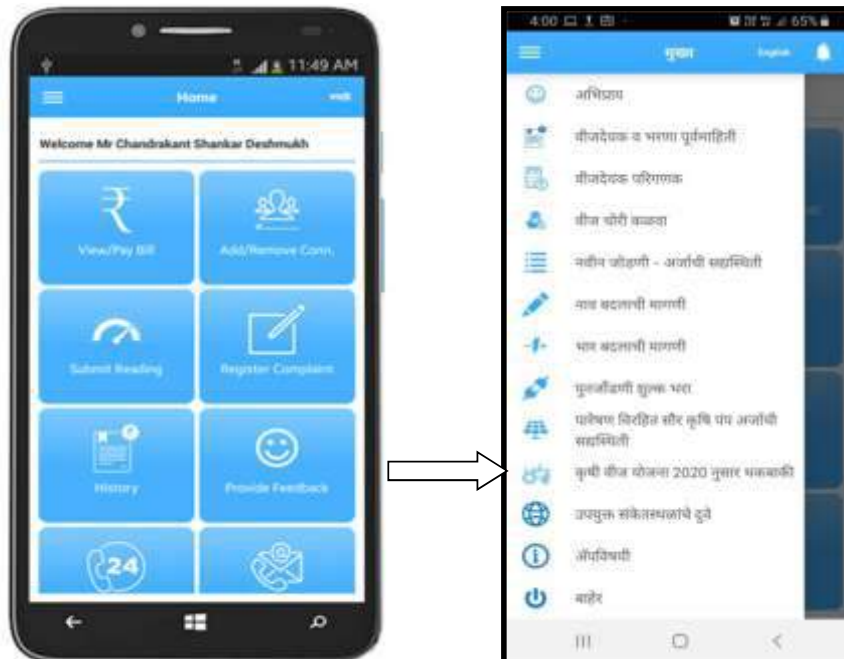 11:49 AM
Home
मराठी
Welcome Mr Chandrakant Shankar Deshmukh
View/Pay Bill
Add/Remove Conn.
Submit Reading
Register Complaint
History
Provide Feedback
24
4:00
65%
मुख्य
English
अभिप्राय
वीजदेयक व भरणा पूर्वमाहिती
वीजदेयक परिगणक
वीज चोरी कळवा
नवीन जोडणी - अर्जाची सद्यस्थिती
नाव बदलाची मागणी
भार बदलाची मागणी
पुनर्जोडणी शुल्क भरा
पारेषण विरहित सौर कृषि पंप अर्जाची
सद्यस्थिती
कृषी वीज योजना 2020 नुसार थकबाकी
उपयुक्त संकेतस्थळांचे दुवे
ॲपविषयी
बाहेर